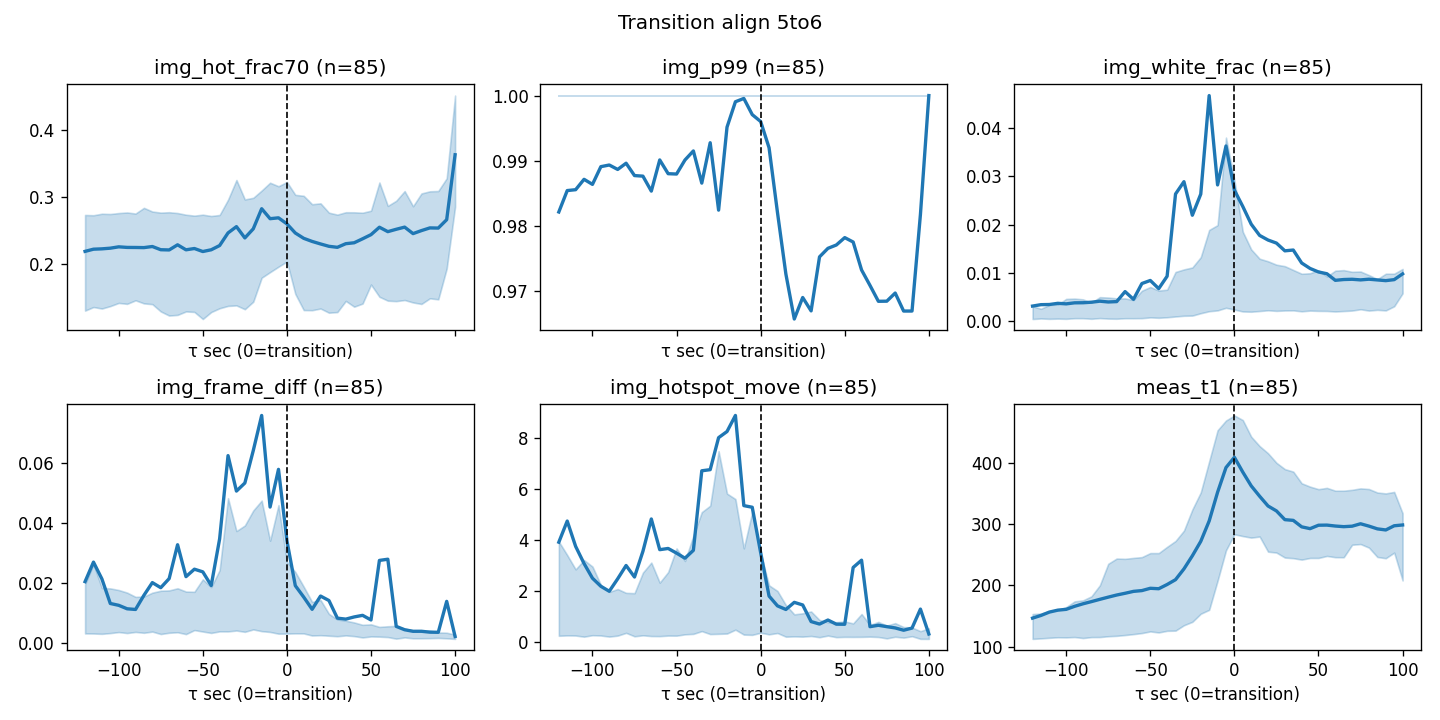 Transition align 5to6
img_hot_frac70 (n=85)
img_p99 (n=85)
img_white_frac (n=85)
0.4
0.3
0.2
1.00
0.99
0.98
0.97
0.04
0.03
0.02
0.01
0.00
τ sec (0=transition)
τ sec (0=transition)
τ sec (0=transition)
img_frame_diff (n=85)
img_hotspot_move (n=85)
meas_t1 (n=85)
0.06
0.04
0.02
0.00
8
6
4
2
0
400
300
200
100
−100 −50 0 50 100
−100 −50 0 50 100
−100 −50 0 50 100
τ sec (0=transition)
τ sec (0=transition)
τ sec (0=transition)